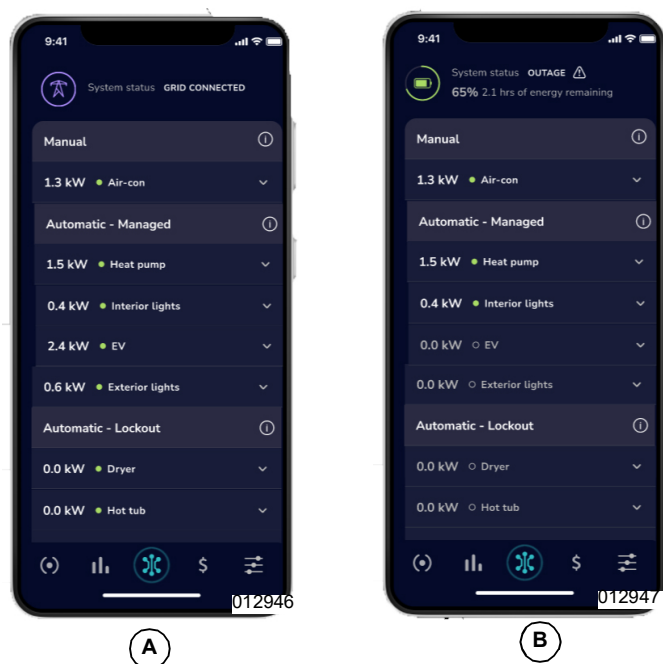 9:41
System status GRID CONNECTED
Manual
1.3 kW Air-con
Automatic - Managed
1.5 kW Heat pump
0.4 kW Interior lights
2.4 kW EV
0.6 kW Exterior lights
Automatic - Lockout
0.0 kW Dryer
0.0 kW Hot tub
$
012946
A
9:41
System status OUTAGE
65% 2.1 hrs of energy remaining
Manual
1.3 kW Air-con
Automatic - Managed
1.5 kW Heat pump
0.4 kW Interior lights
0.0 kW EV
0.0 kW Exterior lights
Automatic - Lockout
0.0 kW Dryer
0.0 kW Hot tub
$
012947
B